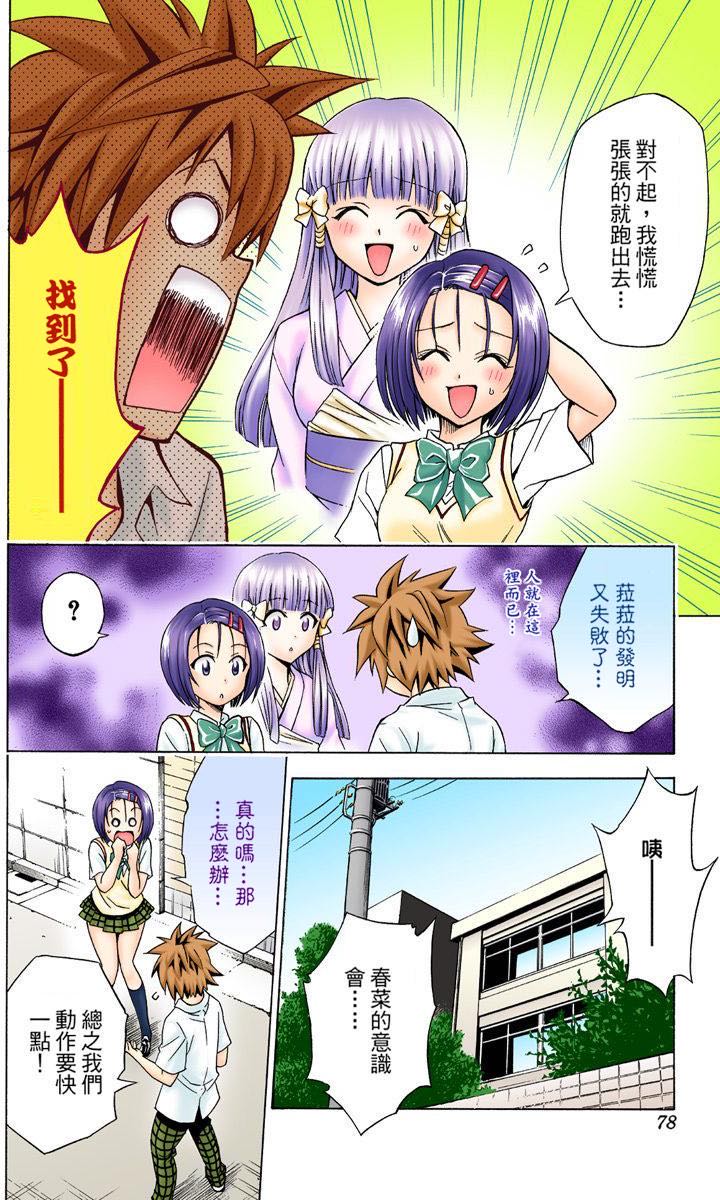 對不起，我慌慌
張張的就跑出去…
找到了——
菈菈的發明
又失敗了…
人就在這
裡而已…
？
咦——
春菜的意識
會……
真的嗎…那
…怎麼辦…
總之我們
動作要快
一點！
78